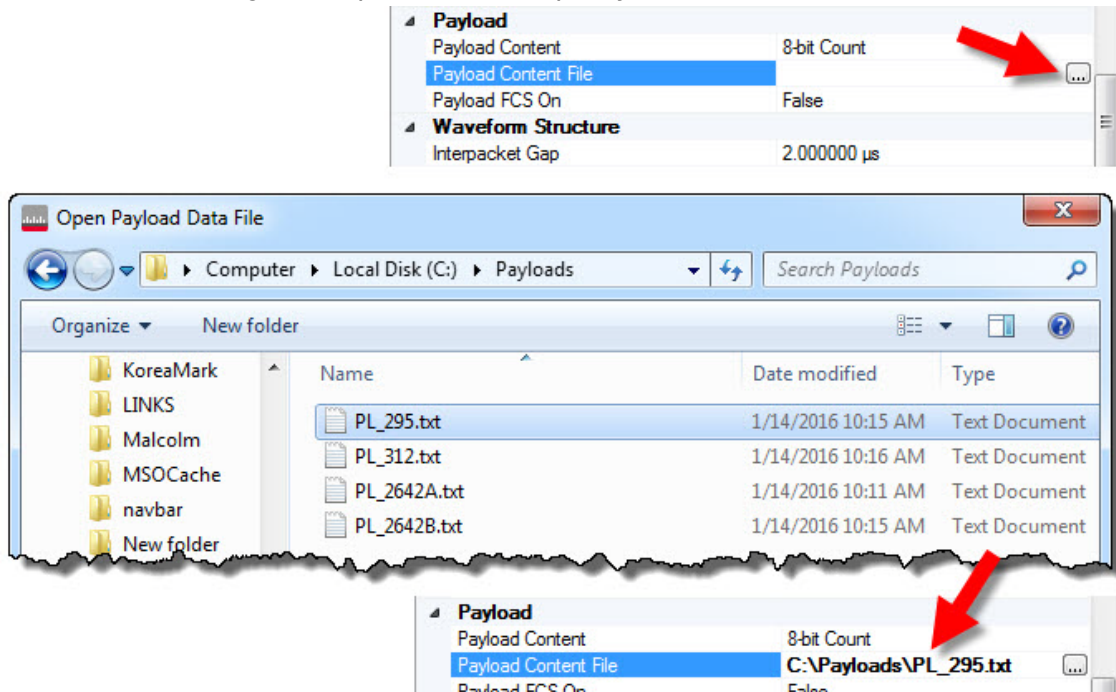 Payload
Payload Content 8-bit Count
Payload Content File ...
Payload FCS On False
Waveform Structure
Interpacket Gap 2.000000 µs
Open Payload Data File
Computer Local Disk (C:) Payloads Search Payloads
Organize New folder
KoreaMark Name Date modified Type
LINKS
PL_295.txt 1/14/2016 10:15 AM Text Document
Malcolm
PL_312.txt 1/14/2016 10:16 AM Text Document
MSOCache
PL_2642A.txt 1/14/2016 10:11 AM Text Document
navbar
PL_2642B.txt 1/14/2016 10:15 AM Text Document
New folder
Payload
Payload Content 8-bit Count
Payload Content File C:\Payloads\PL_295.txt ...
Payload FCS On False